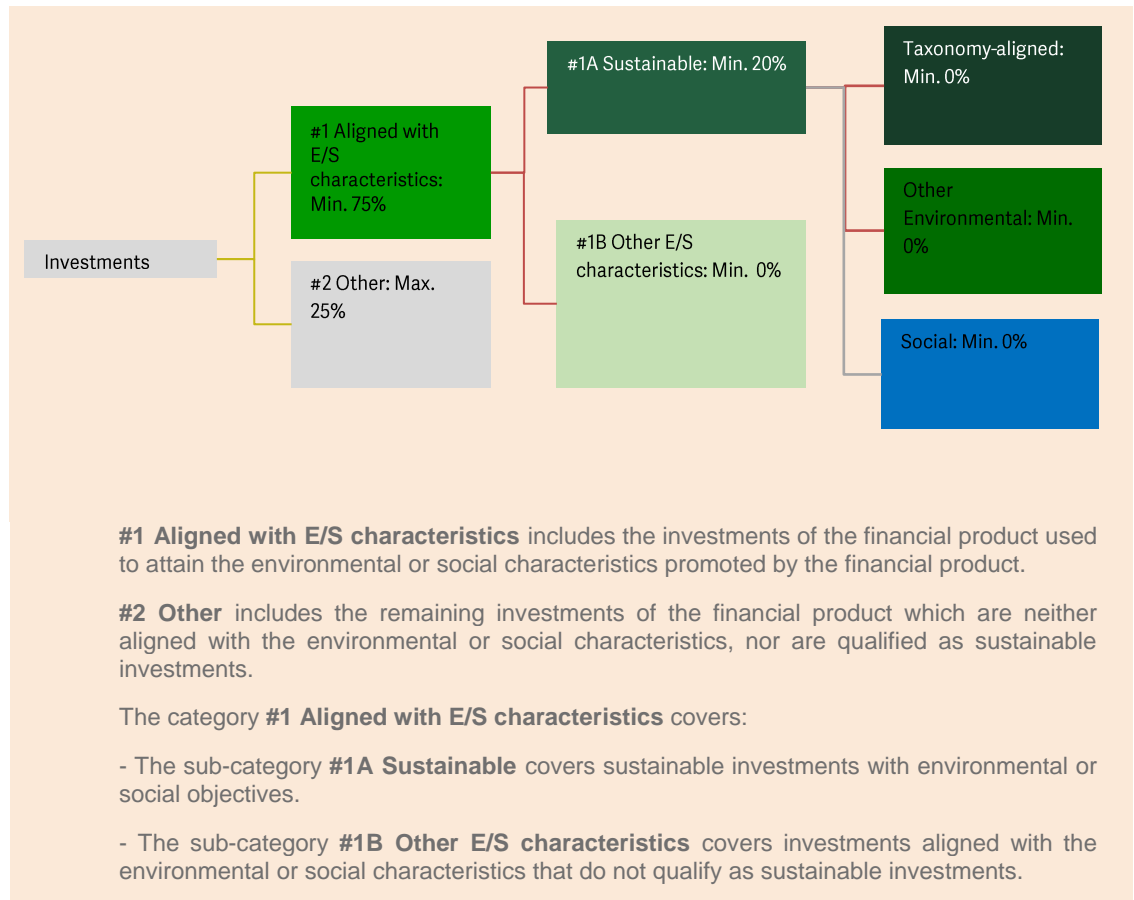 Investments
#1 Aligned with
E/S
characteristics:
Min. 75%
#2 Other: Max.
25%
#1A Sustainable: Min. 20%
#1B Other E/S
characteristics: Min. 0%
Taxonomy-aligned:
Min. 0%
Other
Environmental: Min.
0%
Social: Min. 0%
#1 Aligned with E/S characteristics includes the investments of the financial product used
to attain the environmental or social characteristics promoted by the financial product.
#2 Other includes the remaining investments of the financial product which are neither
aligned with the environmental or social characteristics, nor are qualified as sustainable
investments.
The category #1 Aligned with E/S characteristics covers:
- The sub-category #1A Sustainable covers sustainable investments with environmental or
social objectives.
- The sub-category #1B Other E/S characteristics covers investments aligned with the
environmental or social characteristics that do not qualify as sustainable investments.